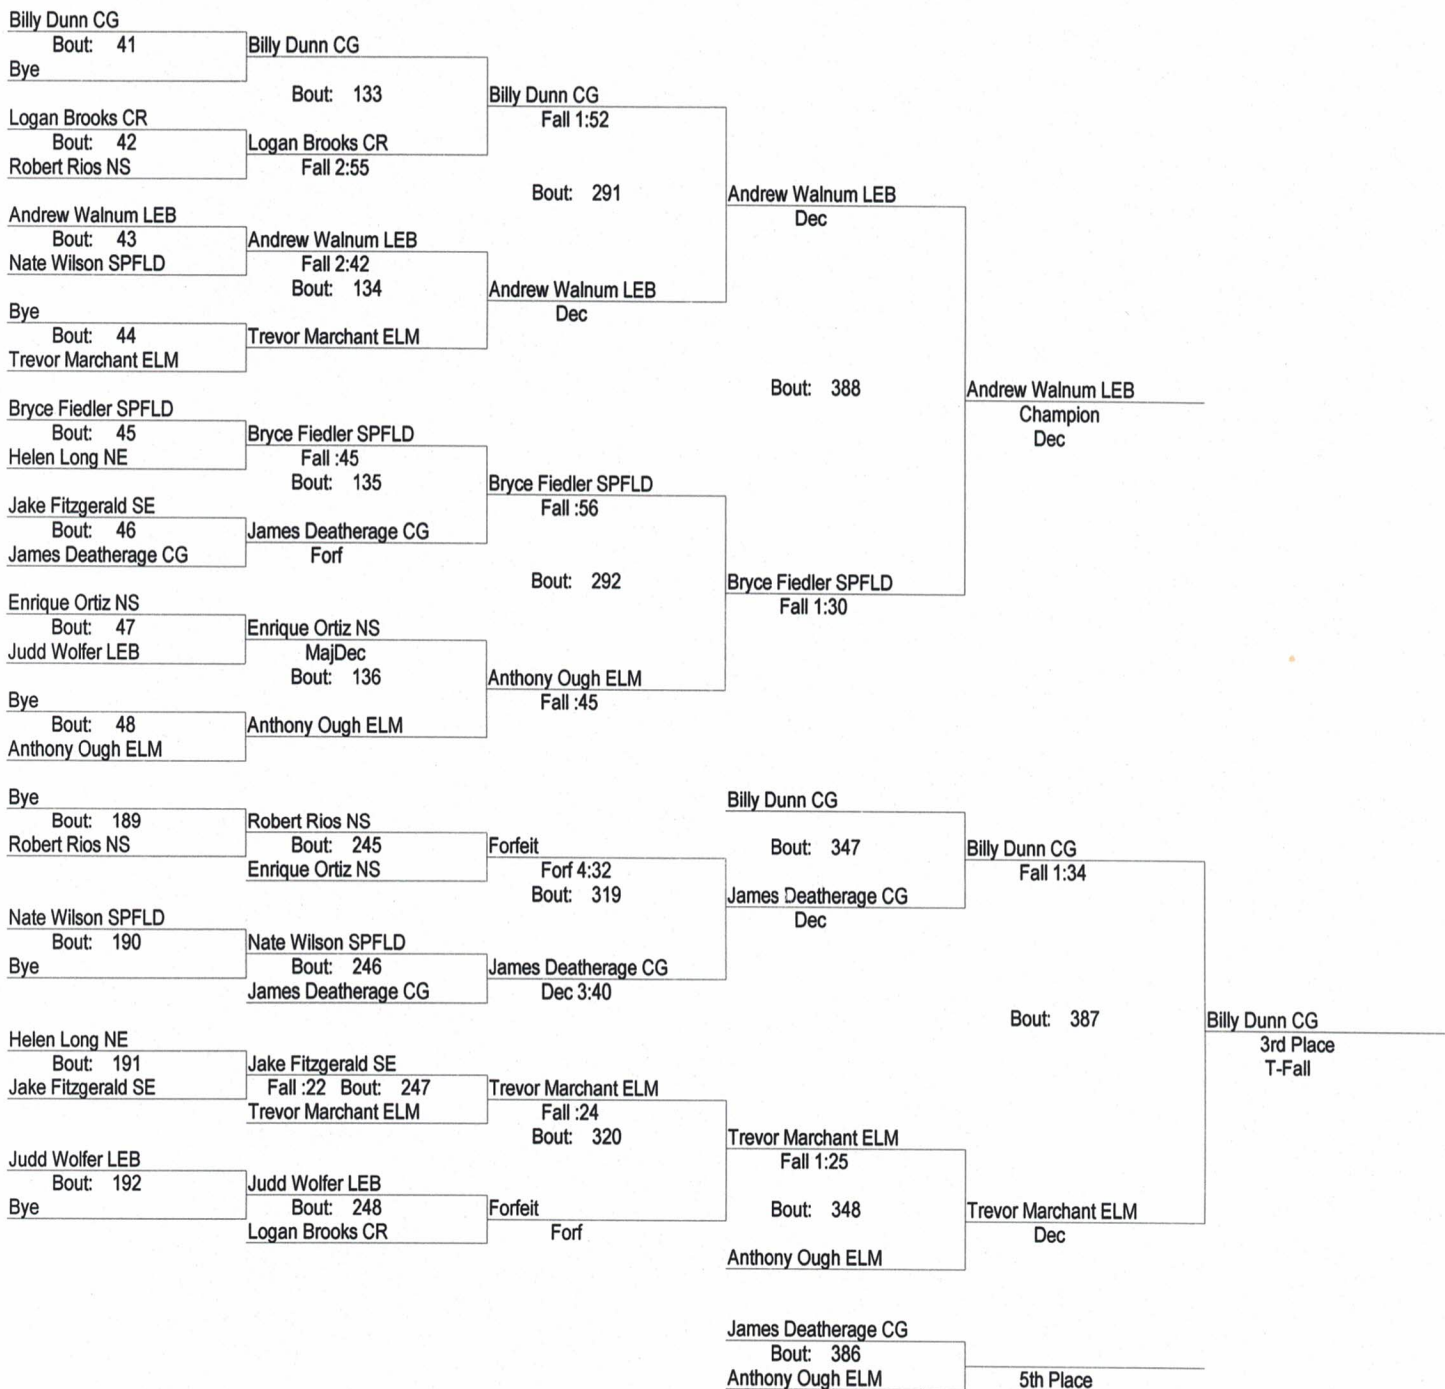 Billy Dunn CG
Bout: 41
Bye
Billy Dunn CG
Bout: 133
Logan Brooks CR
Bout: 42
Robert Rios NS
Logan Brooks CR
Fall 2:55
Billy Dunn CG
Fall 1:52
Bout: 291
Andrew Walnum LEB
Bout: 43
Nate Wilson SPFLD
Andrew Walnum LEB
Fall 2:42
Bout: 134
Bye
Bout: 44
Trevor Marchant ELM
Trevor Marchant ELM
Andrew Walnum LEB
Dec
Andrew Walnum LEB
Dec
Bout: 388
Bryce Fiedler SPFLD
Bout: 45
Helen Long NE
Bryce Fiedler SPFLD
Fall :45
Bout: 135
Jake Fitzgerald SE
Bout: 46
James Deatherage CG
James Deatherage CG
Forf
Bryce Fiedler SPFLD
Fall :56
Bout: 292
Enrique Ortiz NS
Bout: 47
Judd Wolfer LEB
Enrique Ortiz NS
MajDec
Bout: 136
Bye
Bout: 48
Anthony Ough ELM
Anthony Ough ELM
Anthony Ough ELM
Fall :45
Bryce Fiedler SPFLD
Fall 1:30
Andrew Walnum LEB
Champion
Dec
Bye
Bout: 189
Robert Rios NS
Robert Rios NS
Bout: 245
Enrique Ortiz NS
Forfeit
Forf 4:32
Bout: 319
Nate Wilson SPFLD
Bout: 190
Bye
Nate Wilson SPFLD
Bout: 246
James Deatherage CG
James Deatherage CG
Dec 3:40
Billy Dunn CG
Bout: 347
James Deatherage CG
Dec
Billy Dunn CG
Fall 1:34
Bout: 387
Helen Long NE
Bout: 191
Jake Fitzgerald SE
Jake Fitzgerald SE
Fall :22 Bout: 247
Trevor Marchant ELM
Trevor Marchant ELM
Fall :24
Bout: 320
Judd Wolfer LEB
Bout: 192
Bye
Judd Wolfer LEB
Bout: 248
Logan Brooks CR
Forfeit
Forf
Trevor Marchant ELM
Fall 1:25
Bout: 348
Anthony Ough ELM
Trevor Marchant ELM
Dec
Billy Dunn CG
3rd Place
T-Fall
James Deatherage CG
Bout: 386
Anthony Ough ELM
5th Place